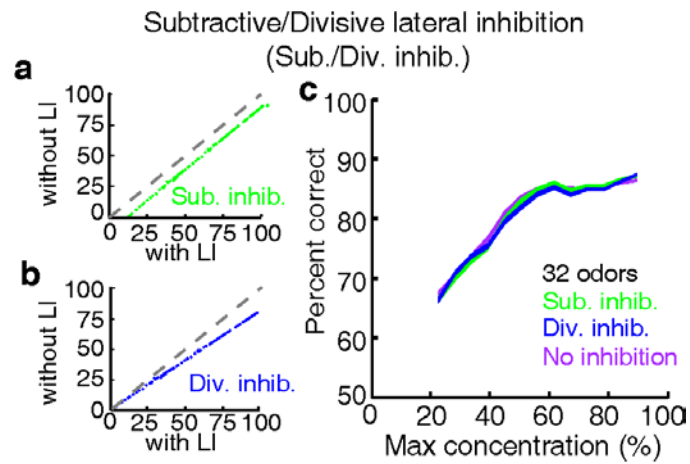 Subtractive/Divisive lateral inhibition
(Sub./Div. inhib.)
a
without LI
100
75
50
25
0
Sub. inhib.
0 25 50 75 100
with LI
b
without LI
100
75
50
25
0
Div. inhib.
0 25 50 75 100
with LI
c
Percent correct
100
90
80
70
60
50
32 odors
Sub. inhib.
Div. inhib.
No inhibition
0 20 40 60 80 100
Max concentration (%)